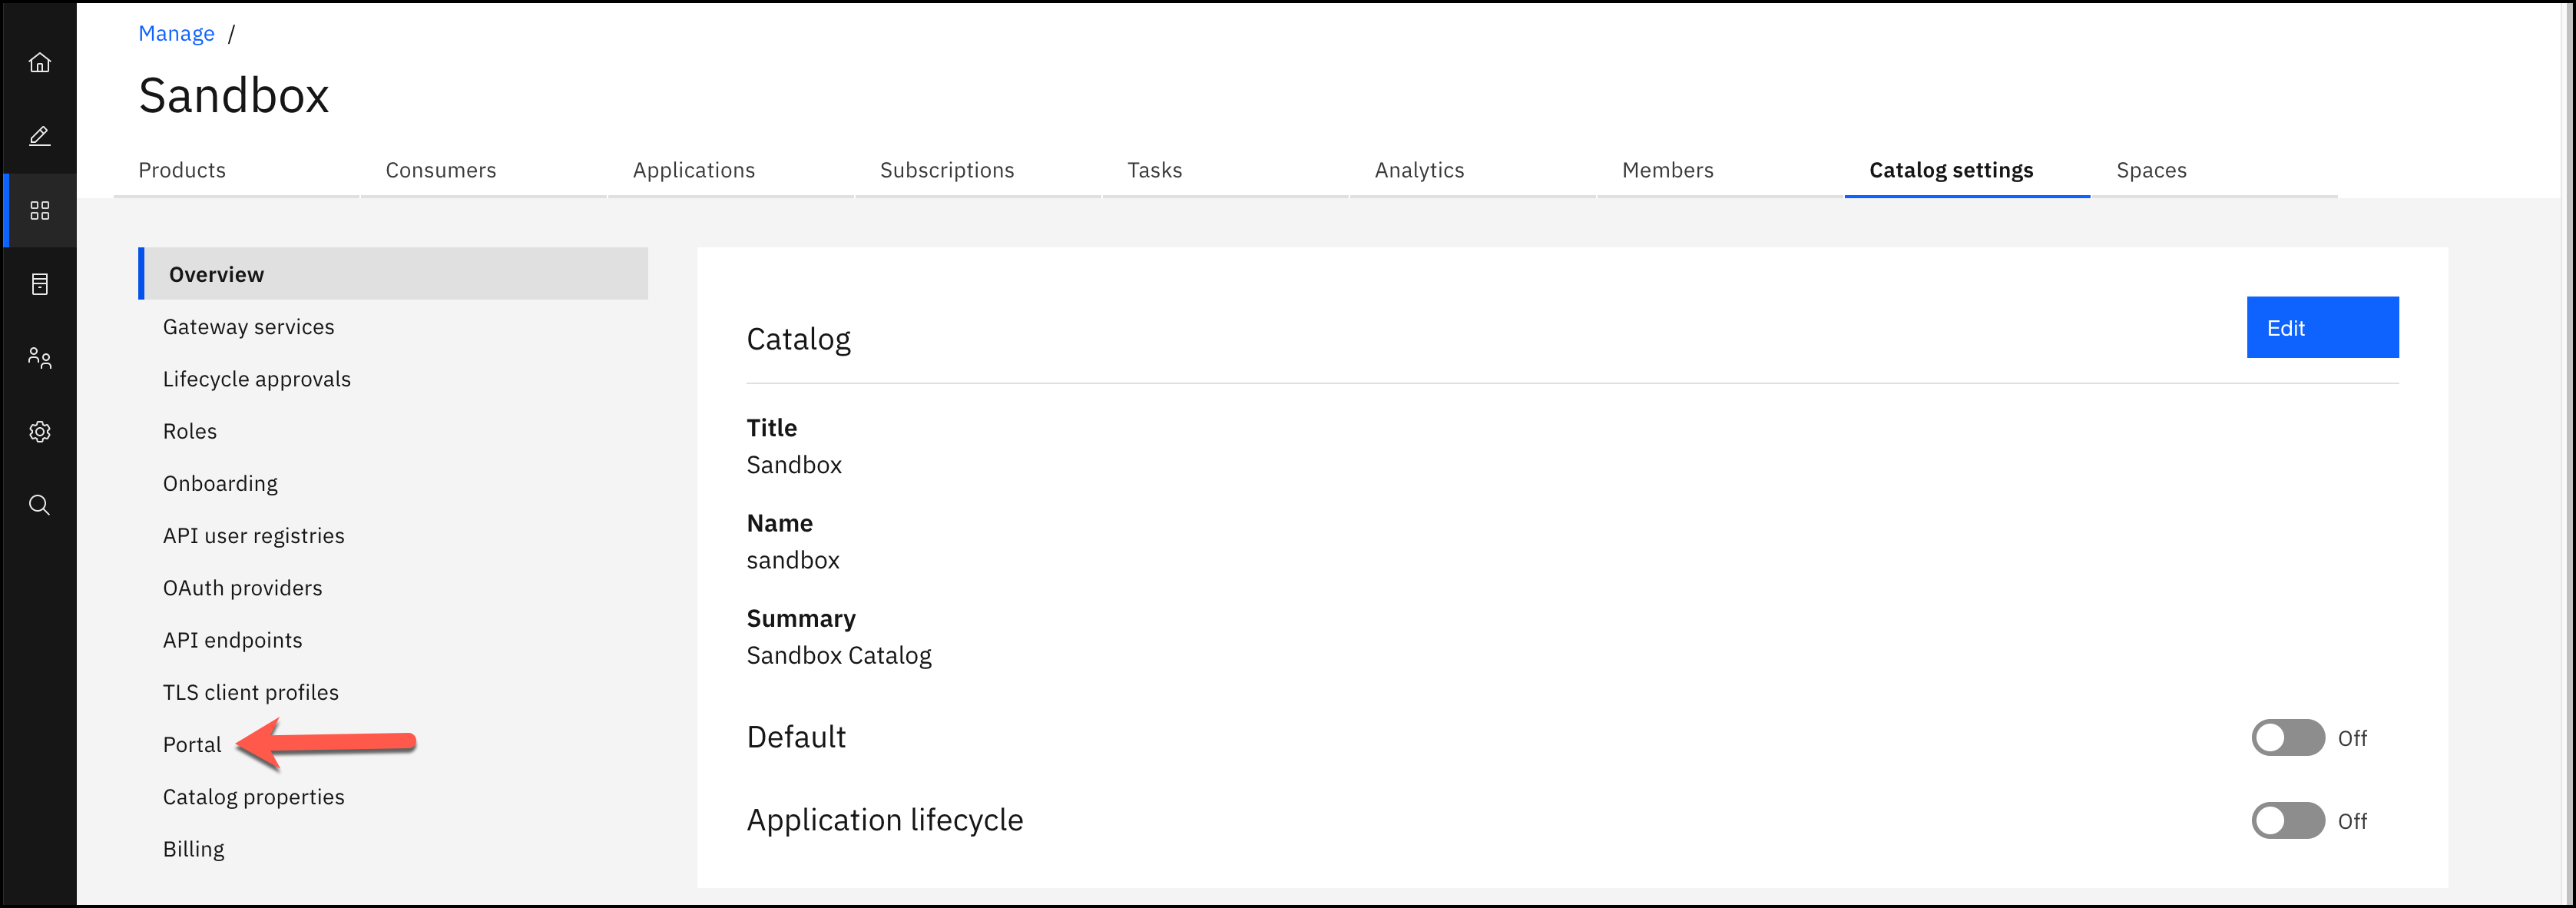 Manage /
Sandbox
Products Consumers Applications Subscriptions Tasks Analytics Members Catalog settings Spaces
Overview
Gateway services
Lifecycle approvals
Roles
Onboarding
API user registries
OAuth providers
API endpoints
TLS client profiles
Portal
Catalog properties
Billing
Catalog
Edit
Title
Sandbox
Name
sandbox
Summary
Sandbox Catalog
Default Off
Application lifecycle Off